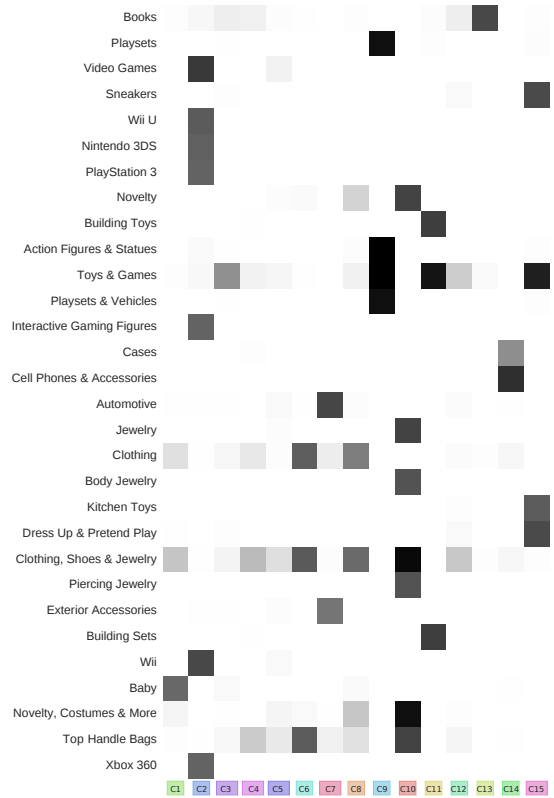 Books
Playsets
Video Games
Sneakers
Wii U
Nintendo 3DS
PlayStation 3
Novelty
Building Toys
Action Figures & Statues
Toys & Games
Playsets & Vehicles
Interactive Gaming Figures
Cases
Cell Phones & Accessories
Automotive
Jewelry
Clothing
Body Jewelry
Kitchen Toys
Dress Up & Pretend Play
Clothing, Shoes & Jewelry
Piercing Jewelry
Exterior Accessories
Building Sets
Wii
Baby
Novelty, Costumes & More
Top Handle Bags
Xbox 360
C1 C2 C3 C4 C5 C6 C7 C8 C9 C10 C11 C12 C13 C14 C15